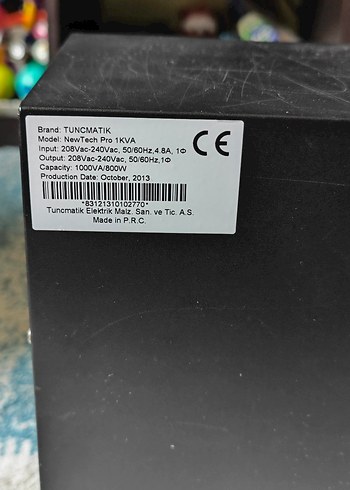 Brand: TUNCMATIK
Model: NewTech Pro 1KVA
Input: 208Vac-240Vac, 50/60Hz,4.8A, 1Φ
Output: 208Vac-240Vac, 50/60Hz,1Φ
Capacity: 1000VA/800W
Production Date: October, 2013
CE
*83121310102770*
Tuncmatik Elektrik Malz. San. ve Tic. A.S.
Made in P.R.C.